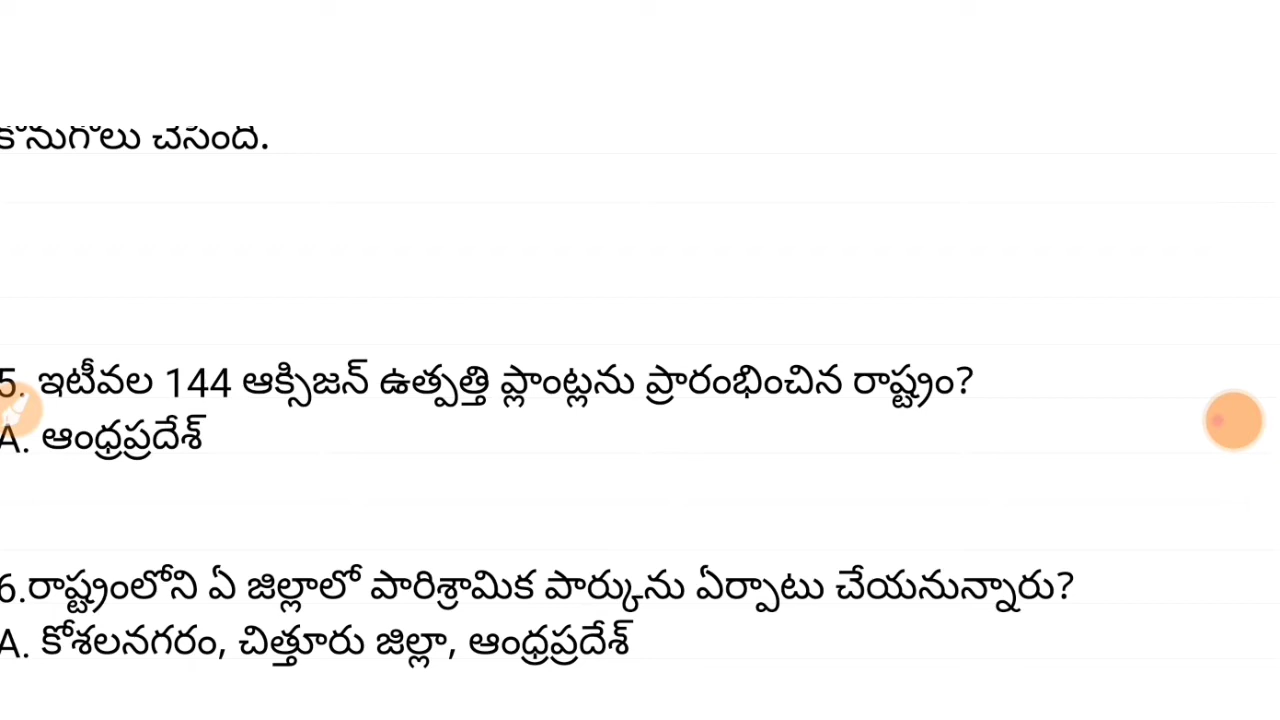 కొనుగోలు చేసింది.
5. ఇటీవల 144 ఆక్సిజన్ ఉత్పత్తి ప్లాంట్లను ప్రారంభించిన రాష్ట్రం?
A. ఆంధ్రప్రదేశ్
6.రాష్ట్రంలోని ఏ జిల్లాలో పారిశ్రామిక పార్కును ఏర్పాటు చేయనున్నారు?
A. కోశలనగరం, చిత్తూరు జిల్లా, ఆంధ్రప్రదేశ్